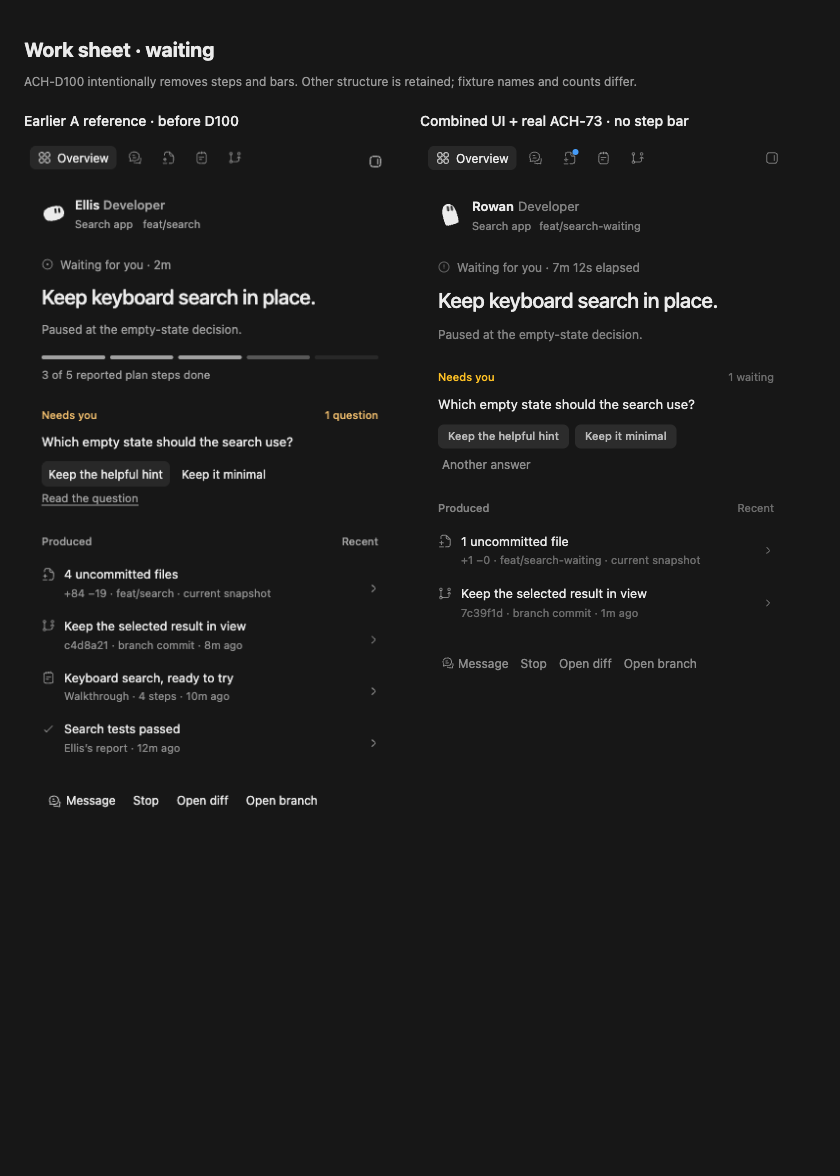 Work sheet · waiting
ACH-D100 intentionally removes steps and bars. Other structure is retained; fixture names and counts differ.
Earlier A reference · before D100
Overview
Ellis Developer
Search app feat/search
Waiting for you · 2m
Keep keyboard search in place.
Paused at the empty-state decision.
3 of 5 reported plan steps done
Needs you 1 question
Which empty state should the search use?
Keep the helpful hint Keep it minimal
Read the question
Produced Recent
4 uncommitted files
+84 −19 · feat/search · current snapshot
Keep the selected result in view
c4d8a21 · branch commit · 8m ago
Keyboard search, ready to try
Walkthrough · 4 steps · 10m ago
Search tests passed
Ellis's report · 12m ago
Message Stop Open diff Open branch
Combined UI + real ACH-73 · no step bar
Overview
Rowan Developer
Search app feat/search-waiting
Waiting for you · 7m 12s elapsed
Keep keyboard search in place.
Paused at the empty-state decision.
Needs you 1 waiting
Which empty state should the search use?
Keep the helpful hint Keep it minimal
Another answer
Produced Recent
1 uncommitted file
+1 −0 · feat/search-waiting · current snapshot
Keep the selected result in view
7c39f1d · branch commit · 1m ago
Message Stop Open diff Open branch